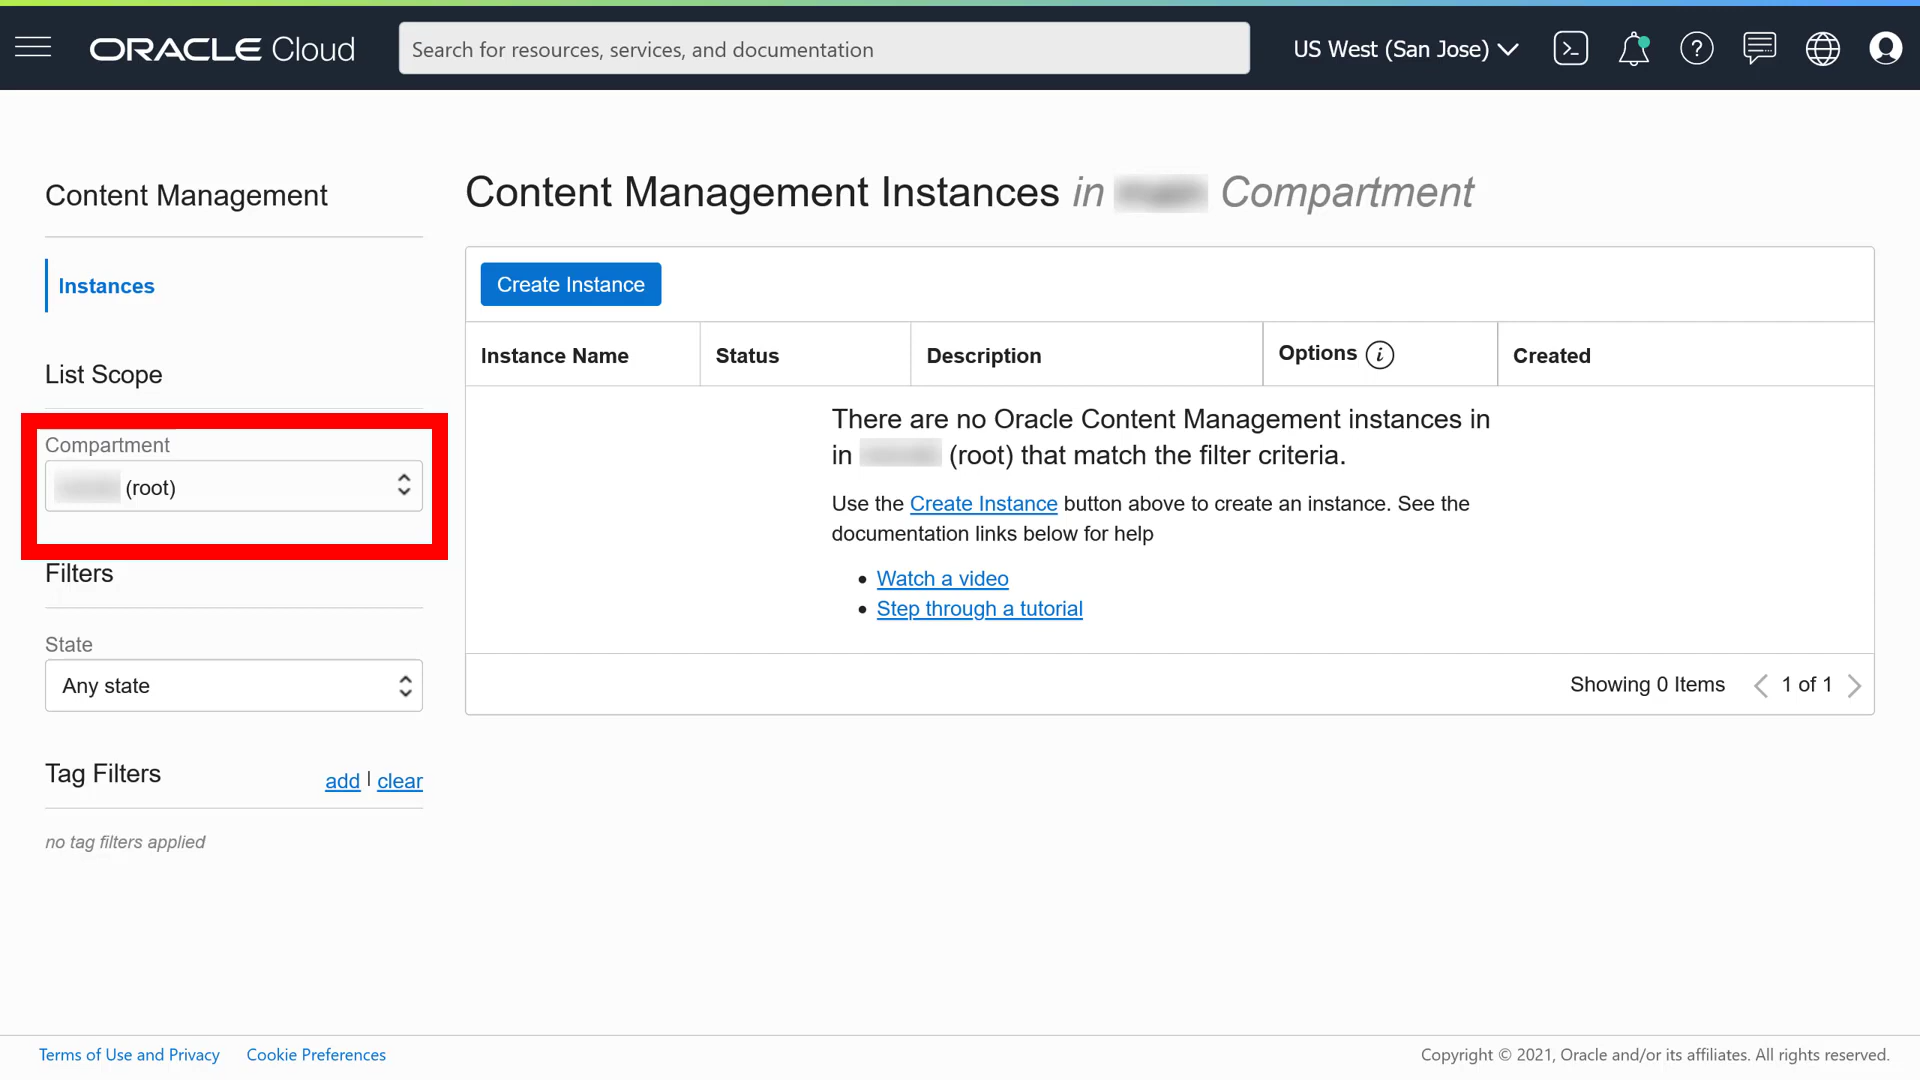 ORACLE Cloud
Search for resources, services, and documentation
US West (San Jose)
Content Management
Instances
List Scope
Compartment
(root)
Filters
State
Any state
Tag Filters
add | clear
no tag filters applied
Content Management Instances in Compartment
Create Instance
Instance Name
Status
Description
Options
Created
There are no Oracle Content Management instances in
in (root) that match the filter criteria.
Use the Create Instance button above to create an instance. See the
documentation links below for help
• Watch a video
• Step through a tutorial
Showing 0 Items
1 of 1
Terms of Use and Privacy
Cookie Preferences
Copyright © 2021, Oracle and/or its affiliates. All rights reserved.